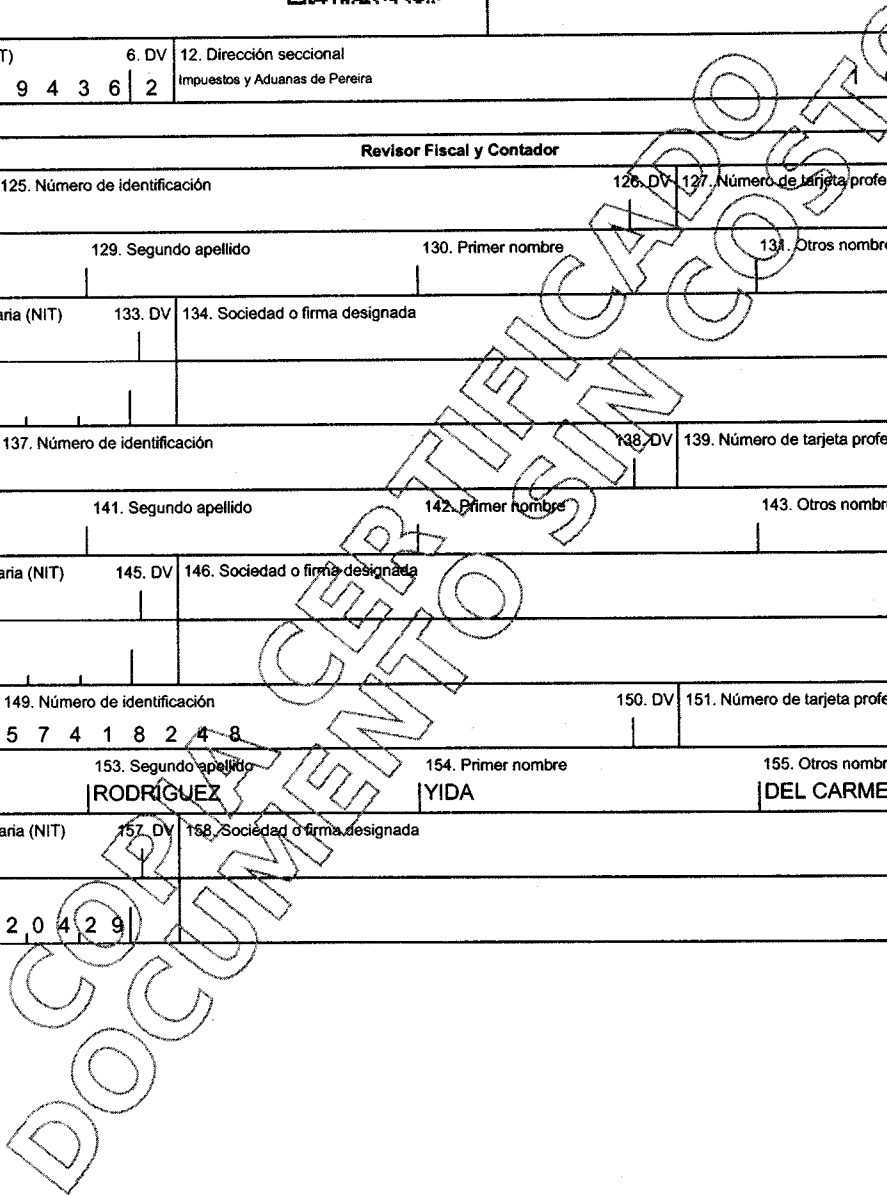 T) 6. DV 12. Dirección seccional
9 4 3 6 2 Impuestos y Aduanas de Pereira
Revisor Fiscal y Contador
125. Número de identificación 126. DV 127. Número de tarjeta profe
129. Segundo apellido 130. Primer nombre 131. Otros nombre
aria (NIT) 133. DV 134. Sociedad o firma designada
137. Número de identificación 138. DV 139. Número de tarjeta profe
141. Segundo apellido 142. Primer nombre 143. Otros nombre
aria (NIT) 145. DV 146. Sociedad o firma designada
149. Número de identificación 150. DV 151. Número de tarjeta profe
5 7 4 1 8 2 4 8
153. Segundo apellido 154. Primer nombre 155. Otros nombr
RODRÍGUEZ YIDA DEL CARME
aria (NIT) 157. DV 158. Sociedad o firma designada
2 0 4 2 9
COPIA CERTIFICADO
DOCUMENTO SIN COSTO